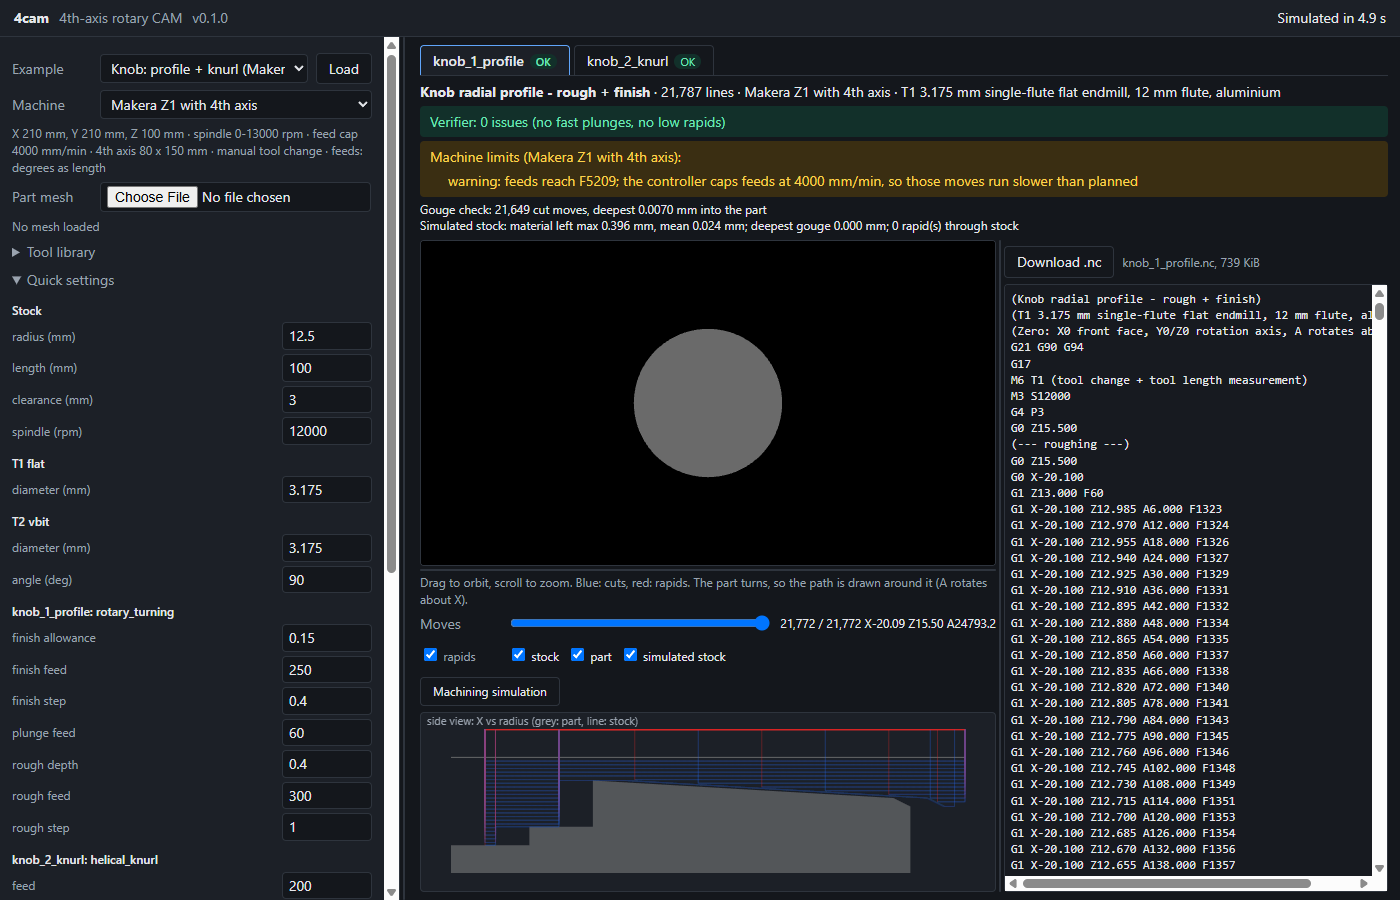 4cam 4th-axis rotary CAM v0.1.0
Simulated in 4.9 s
Example Knob: profile + knurl (Maker Load
Machine Makera Z1 with 4th axis
X 210 mm, Y 210 mm, Z 100 mm · spindle 0-13000 rpm · feed cap
4000 mm/min · 4th axis 80 x 150 mm · manual tool change · feeds:
degrees as length
Part mesh Choose File No file chosen
No mesh loaded
Tool library
Quick settings
Stock
radius (mm) 12.5
length (mm) 100
clearance (mm) 3
spindle (rpm) 12000
T1 flat
diameter (mm) 3.175
T2 vbit
diameter (mm) 3.175
angle (deg) 90
knob_1_profile: rotary_turning
finish allowance 0.15
finish feed 250
finish step 0.4
plunge feed 60
rough depth 0.4
rough feed 300
rough step 1
knob_2_knurl: helical_knurl
feed 200
knob_1_profile OK knob_2_knurl OK
Knob radial profile - rough + finish · 21,787 lines · Makera Z1 with 4th axis · T1 3.175 mm single-flute flat endmill, 12 mm flute, aluminium
Verifier: 0 issues (no fast plunges, no low rapids)
Machine limits (Makera Z1 with 4th axis):
warning: feeds reach F5209; the controller caps feeds at 4000 mm/min, so those moves run slower than planned
Gouge check: 21,649 cut moves, deepest 0.0070 mm into the part
Simulated stock: material left max 0.396 mm, mean 0.024 mm; deepest gouge 0.000 mm; 0 rapid(s) through stock
Drag to orbit, scroll to zoom. Blue: cuts, red: rapids. The part turns, so the path is drawn around it (A rotates
about X).
Moves 21,772 / 21,772 X-20.09 Z15.50 A24793.2
rapids stock part simulated stock
Machining simulation
side view: X vs radius (grey: part, line: stock)
Download .nc knob_1_profile.nc, 739 KiB
(Knob radial profile - rough + finish)
(T1 3.175 mm single-flute flat endmill, 12 mm flute, al
(Zero: X0 front face, Y0/Z0 rotation axis, A rotates ab
G21 G90 G94
G17
M6 T1 (tool change + tool length measurement)
M3 S12000
G4 P3
G0 Z15.500
(--- roughing ---)
G0 Z15.500
G0 X-20.100
G1 Z13.000 F60
G1 X-20.100 Z12.985 A6.000 F1323
G1 X-20.100 Z12.970 A12.000 F1324
G1 X-20.100 Z12.955 A18.000 F1326
G1 X-20.100 Z12.940 A24.000 F1327
G1 X-20.100 Z12.925 A30.000 F1329
G1 X-20.100 Z12.910 A36.000 F1331
G1 X-20.100 Z12.895 A42.000 F1332
G1 X-20.100 Z12.880 A48.000 F1334
G1 X-20.100 Z12.865 A54.000 F1335
G1 X-20.100 Z12.850 A60.000 F1337
G1 X-20.100 Z12.835 A66.000 F1338
G1 X-20.100 Z12.820 A72.000 F1340
G1 X-20.100 Z12.805 A78.000 F1341
G1 X-20.100 Z12.790 A84.000 F1343
G1 X-20.100 Z12.775 A90.000 F1345
G1 X-20.100 Z12.760 A96.000 F1346
G1 X-20.100 Z12.745 A102.000 F1348
G1 X-20.100 Z12.730 A108.000 F1349
G1 X-20.100 Z12.715 A114.000 F1351
G1 X-20.100 Z12.700 A120.000 F1353
G1 X-20.100 Z12.685 A126.000 F1354
G1 X-20.100 Z12.670 A132.000 F1356
G1 X-20.100 Z12.655 A138.000 F1357